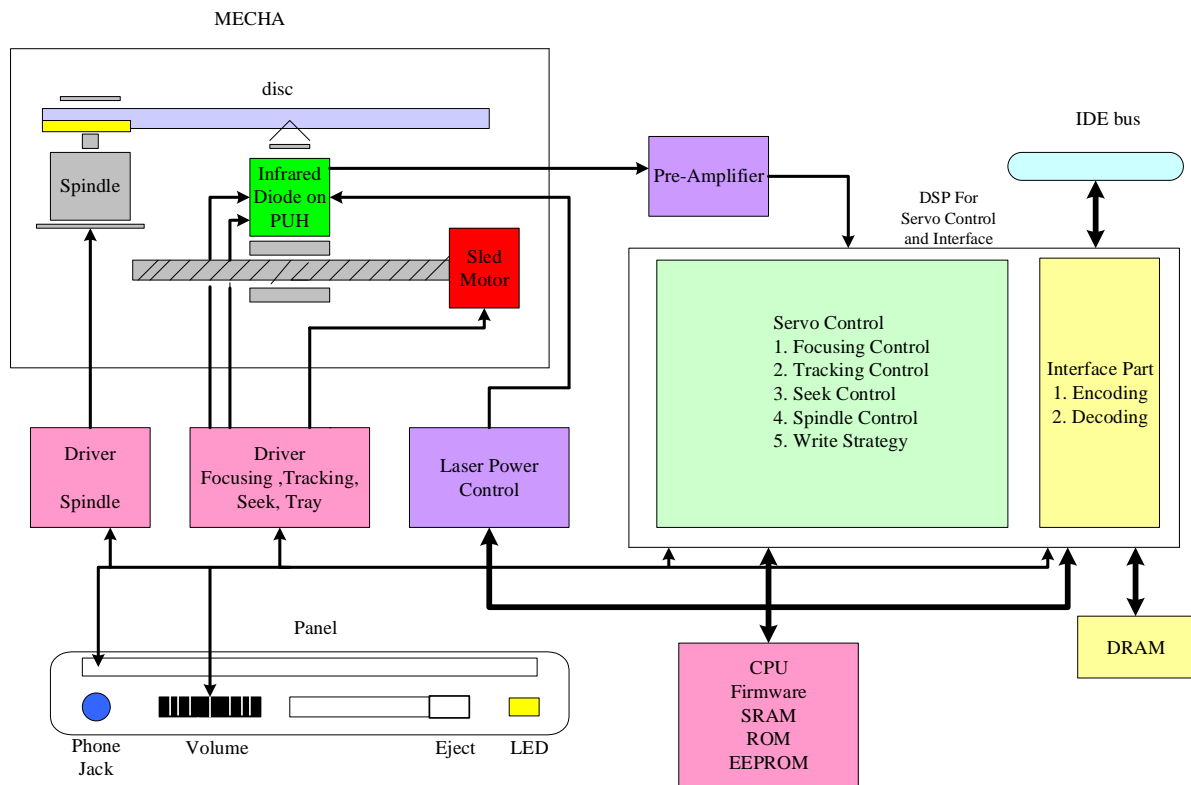 MECHA
disc
Spindle
Infrared
Diode on
PUH
Sled
Motor
Pre-Amplifier
IDE bus
DSP For
Servo Control
and Interface
Servo Control
1. Focusing Control
2. Tracking Control
3. Seek Control
4. Spindle Control
5. Write Strategy
Interface Part
1. Encoding
2. Decoding
Driver
Spindle
Driver
Focusing ,Tracking,
Seek, Tray
Laser Power
Control
Panel
Phone
Jack
Volume
Eject
LED
CPU
Firmware
SRAM
ROM
EEPROM
DRAM